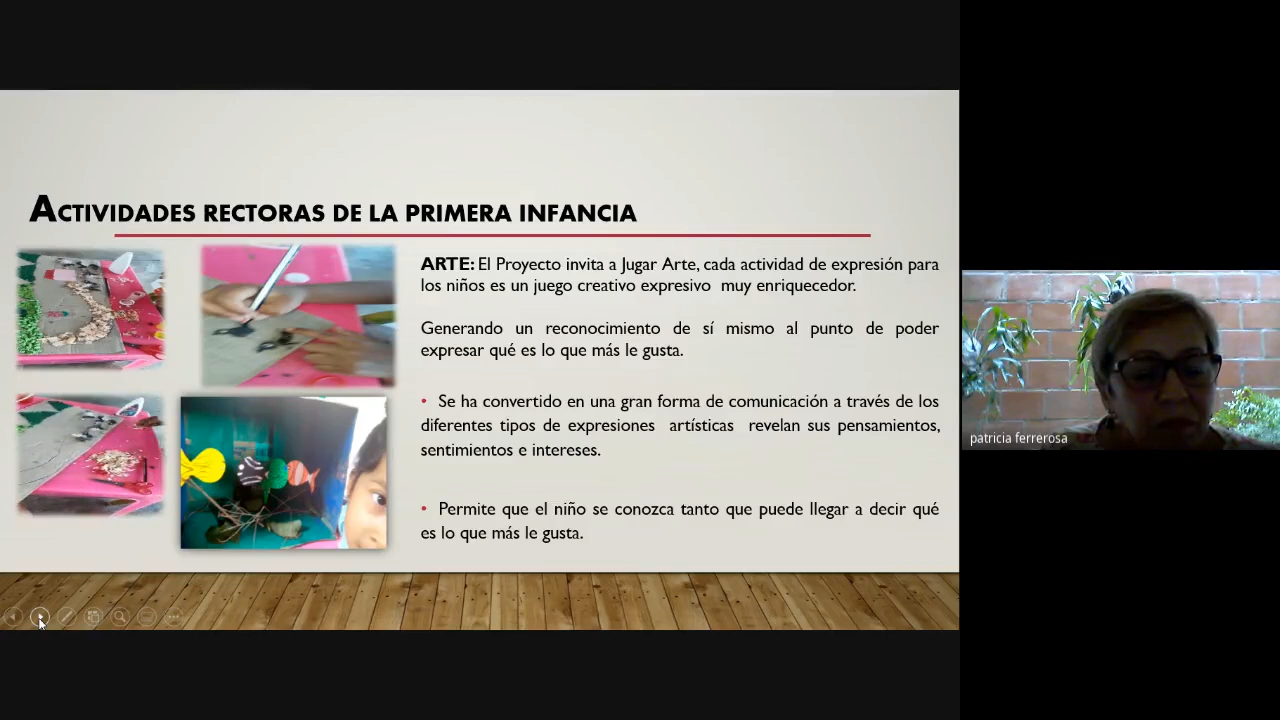 ACTIVIDADES RECTORAS DE LA PRIMERA INFANCIA
ARTE: El Proyecto invita a Jugar Arte, cada actividad de expresión para
los niños es un juego creativo expresivo muy enriquecedor.
Generando un reconocimiento de sí mismo al punto de poder
expresar qué es lo que más le gusta.
• Se ha convertido en una gran forma de comunicación a través de los
diferentes tipos de expresiones artísticas revelan sus pensamientos,
sentimientos e intereses.
• Permite que el niño se conozca tanto que puede llegar a decir qué
es lo que más le gusta.
patricia ferrerosa